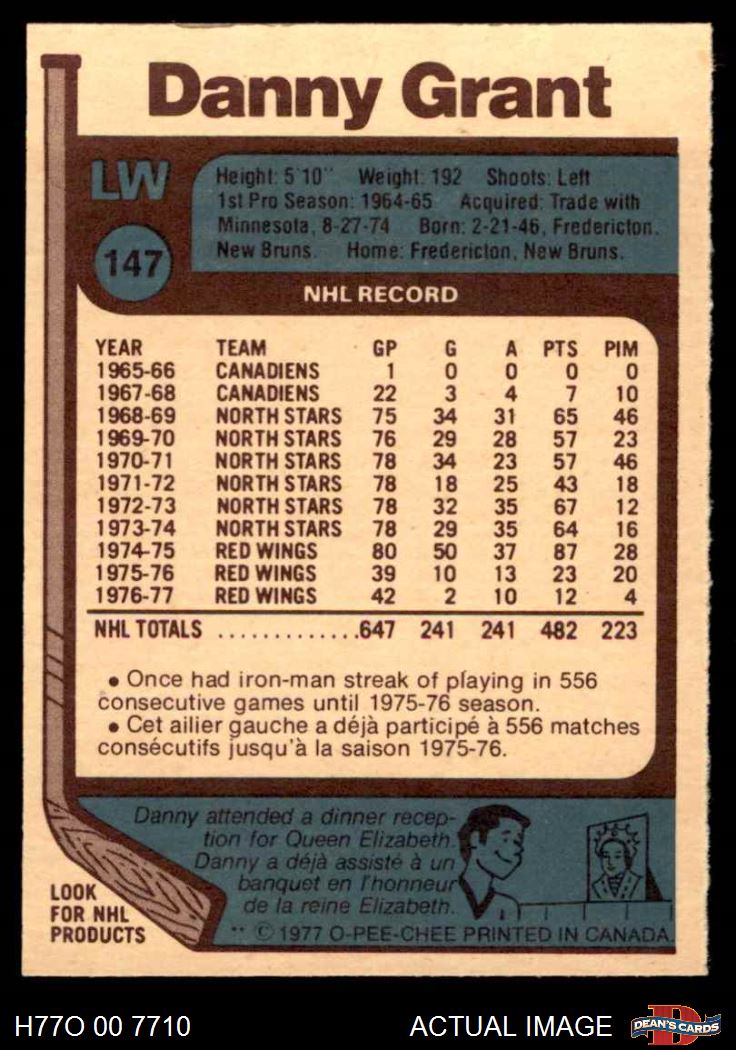 Danny Grant
LW
147
Height: 5'10" Weight: 192 Shoots: Left
1st Pro Season: 1964-65 Acquired: Trade with
Minnesota, 8-27-74 Born: 2-21-46, Fredericton.
New Bruns. Home: Fredericton, New Bruns.
NHL RECORD
YEAR TEAM GP G A PTS PIM
1965-66 CANADIENS 1 0 0 0 0
1967-68 CANADIENS 22 3 4 7 10
1968-69 NORTH STARS 75 34 31 65 46
1969-70 NORTH STARS 76 29 28 57 23
1970-71 NORTH STARS 78 34 23 57 46
1971-72 NORTH STARS 78 18 25 43 18
1972-73 NORTH STARS 78 32 35 67 12
1973-74 NORTH STARS 78 29 35 64 16
1974-75 RED WINGS 80 50 37 87 28
1975-76 RED WINGS 39 10 13 23 20
1976-77 RED WINGS 42 2 10 12 4
NHL TOTALS .............647 241 241 482 223
• Once had iron-man streak of playing in 556
consecutive games until 1975-76 season.
• Cet ailier gauche a déjà participé à 556 matches
consécutifs jusqu'à la saison 1975-76.
Danny attended a dinner recep-
tion for Queen Elizabeth.
Danny a déjà assisté à un
banquet en l'honneur
de la reine Elizabeth.
LOOK
FOR NHL
PRODUCTS
** © 1977 O-PEE-CHEE PRINTED IN CANADA.
H77O 00 7710
ACTUAL IMAGE
D
DEAN'S CARDS